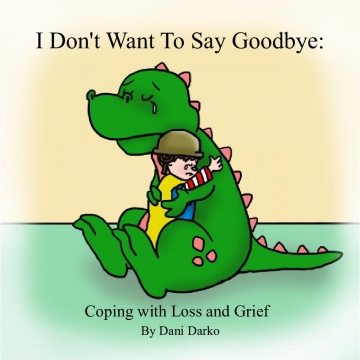 I Don't Want To Say Goodbye:
Coping with Loss and Grief
By Dani Darko